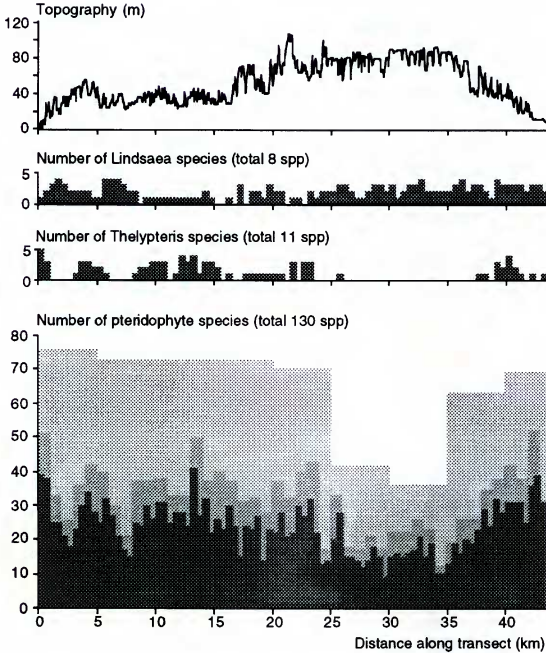 Topography (m)
120
80
40
0
Number of Lindsaea species (total 8 spp)
5
0
Number of Thelypteris species (total 11 spp)
5
0
Number of pteridophyte species (total 130 spp)
80
70
60
50
40
30
20
10
0
0 5 10 15 20 25 30 35 40
Distance along transect (km)